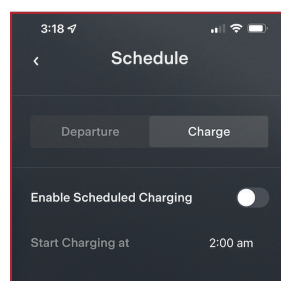 3:18
Schedule
Departure Charge
Enable Scheduled Charging
Start Charging at 2:00 am